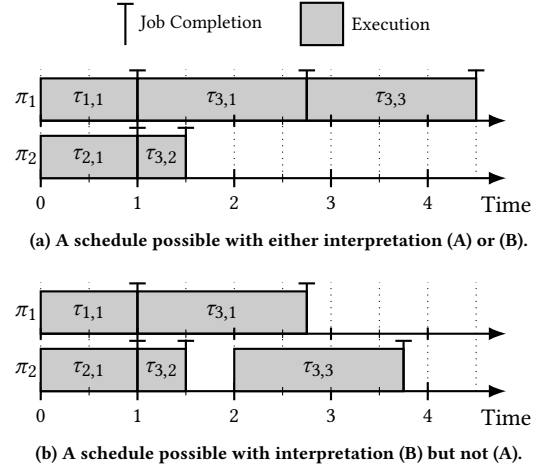 Job Completion Execution
π1 τ1,1 τ3,1 τ3,3
π2 τ2,1 τ3,2
0 1 2 3 4 Time
(a) A schedule possible with either interpretation (A) or (B).
π1 τ1,1 τ3,1
π2 τ2,1 τ3,2 τ3,3
0 1 2 3 4 Time
(b) A schedule possible with interpretation (B) but not (A).